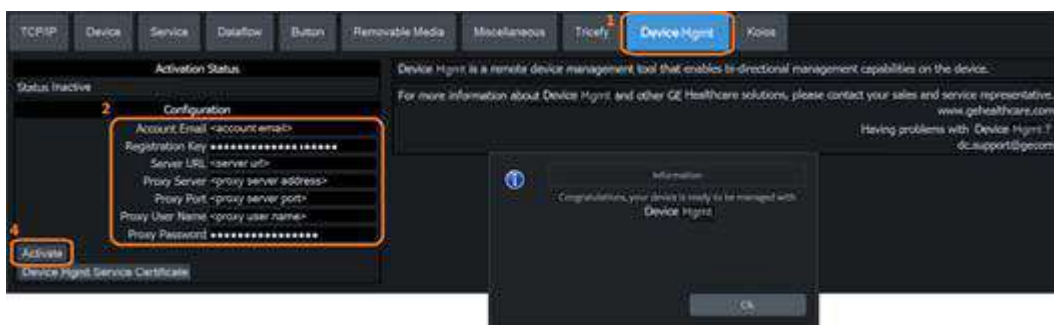 1
TCP/IP Device Service Dataflow Button Removable Media Miscellaneous Tricefy Device Mgmt Koios
Activation Status
Device Mgmt is a remote device management tool that enables bi-directional management capabilities on the device.
Status Inactive
For more information about Device Mgmt and other GE Healthcare solutions, please contact your sales and service representative.
www.gehealthcare.com
Having problems with Device Mgmt?
dc.support@gecom
2
Configuration
Account Email <account email>
Registration Key
Server URL <server url>
Proxy Server <proxy server address>
Proxy Port <proxy server port>
Proxy User Name <proxy user name>
Proxy Password
4
Activate
Device Mgmt Service Certificate
Information
Congratulations, your device is ready to be managed with
Device Mgmt
Ok